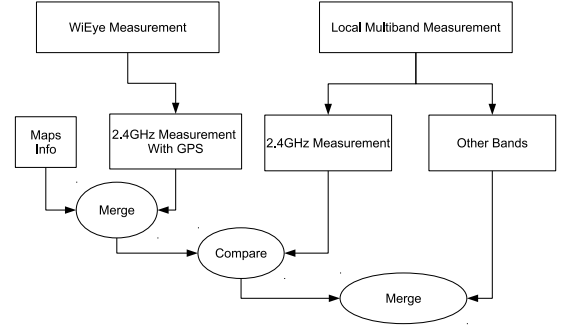 WiEye Measurement
Local Multiband Measurement
Maps
Info
2.4GHz Measurement
With GPS
2.4GHz Measurement
Other Bands
Merge
Compare
Merge